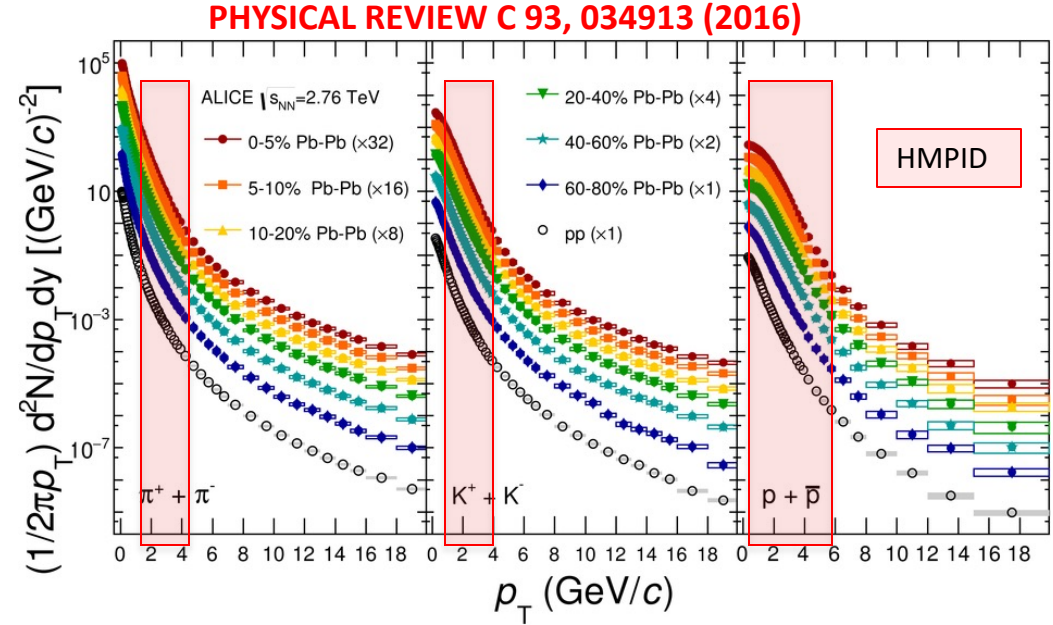 PHYSICAL REVIEW C 93, 034913 (2016)
(1/2πp_T) d²N/dp_Tdy [(GeV/c)⁻²]
10⁵
10
10⁻³
10⁻⁷
ALICE √s_NN=2.76 TeV
0-5% Pb-Pb (×32)
5-10% Pb-Pb (×16)
10-20% Pb-Pb (×8)
20-40% Pb-Pb (×4)
40-60% Pb-Pb (×2)
60-80% Pb-Pb (×1)
pp (×1)
HMPID
π⁺ + π⁻
K⁺ + K⁻
p + p̅
0 2 4 6 8 10 12 14 16 18
0 2 4 6 8 10 12 14 16 18
0 2 4 6 8 10 12 14 16 18
p_T (GeV/c)